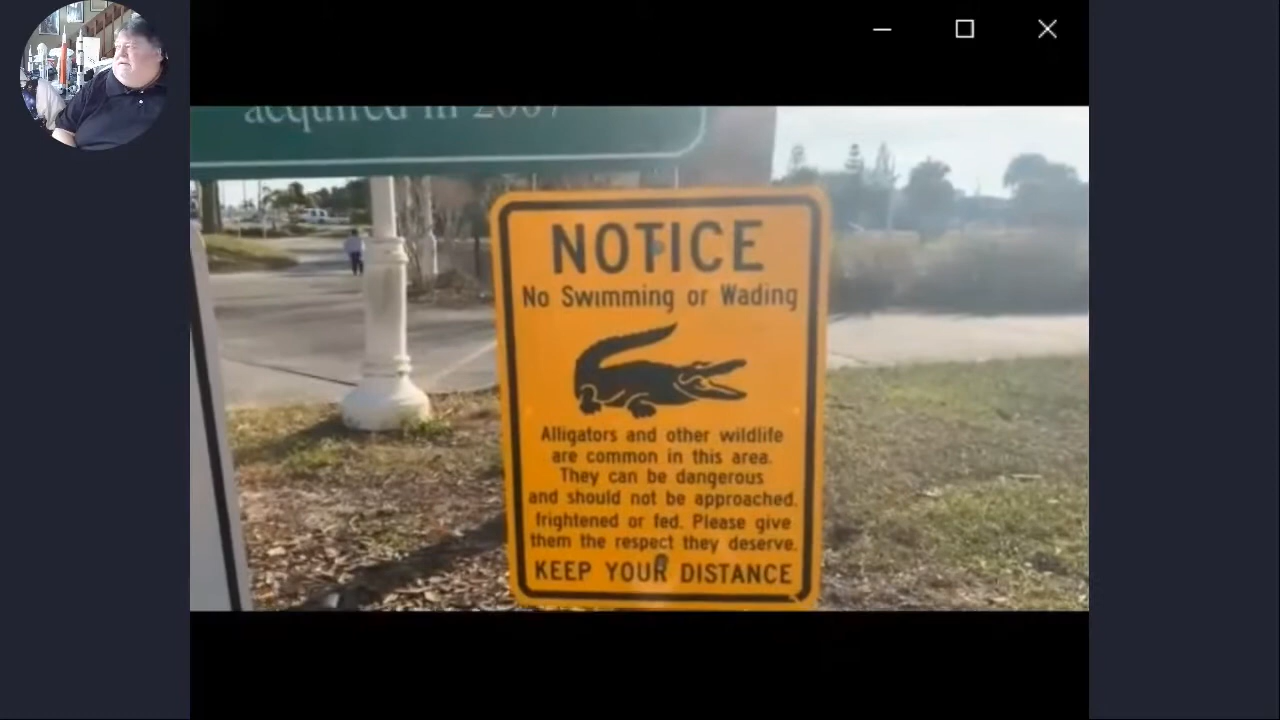 acquired in 2007
NOTICE
No Swimming or Wading
Alligators and other wildlife
are common in this area.
They can be dangerous
and should not be approached.
frightened or fed. Please give
them the respect they deserve.
KEEP YOUR DISTANCE